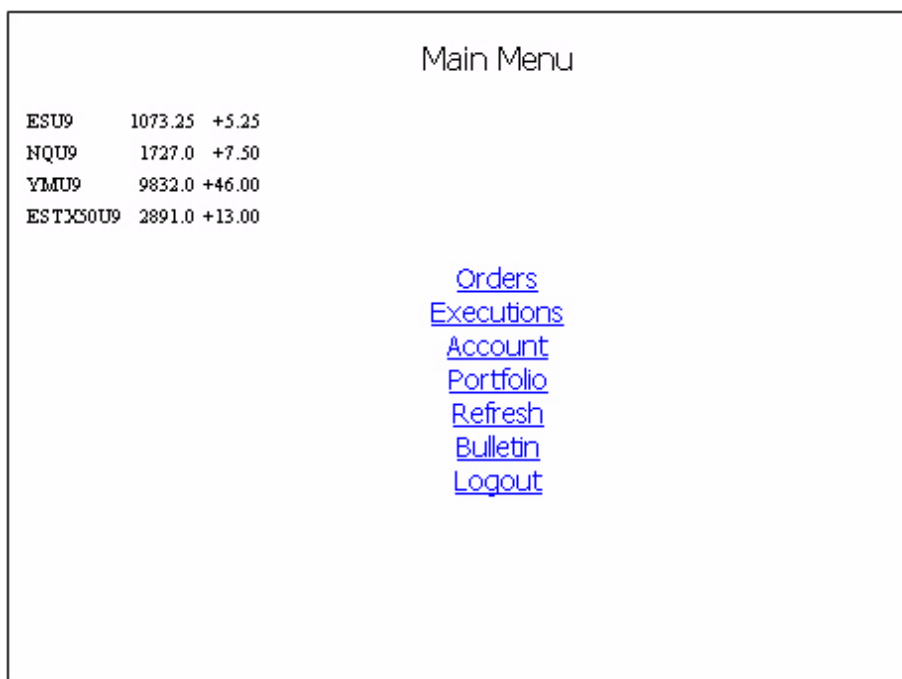 Main Menu
ESU9 1073.25 +5.25
NQU9 1727.0 +7.50
YMU9 9832.0 +46.00
ESTX50U9 2891.0 +13.00
Orders
Executions
Account
Portfolio
Refresh
Bulletin
Logout